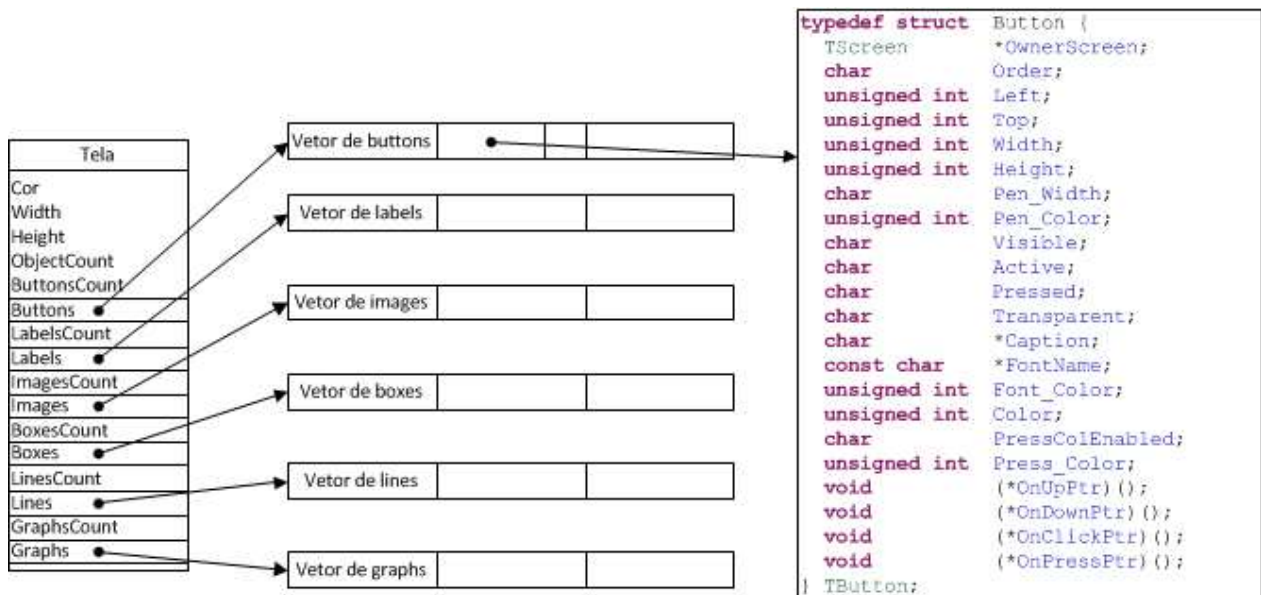 Tela
Cor
Width
Height
ObjectCount
ButtonsCount
Buttons
LabelsCount
Labels
ImagesCount
Images
BoxesCount
Boxes
LinesCount
Lines
GraphsCount
Graphs
Vetor de buttons
Vetor de labels
Vetor de images
Vetor de boxes
Vetor de lines
Vetor de graphs
typedef struct Button {
TScreen *OwnerScreen;
char Order;
unsigned int Left;
unsigned int Top;
unsigned int Width;
unsigned int Height;
char Pen_Width;
unsigned int Pen_Color;
char Visible;
char Active;
char Pressed;
char Transparent;
char *Caption;
const char *FontName;
unsigned int Font_Color;
unsigned int Color;
char PressColEnabled;
unsigned int Press_Color;
void (*OnUpPtr)();
void (*OnDownPtr)();
void (*OnClickPtr)();
void (*OnPressPtr)();
} TButton;